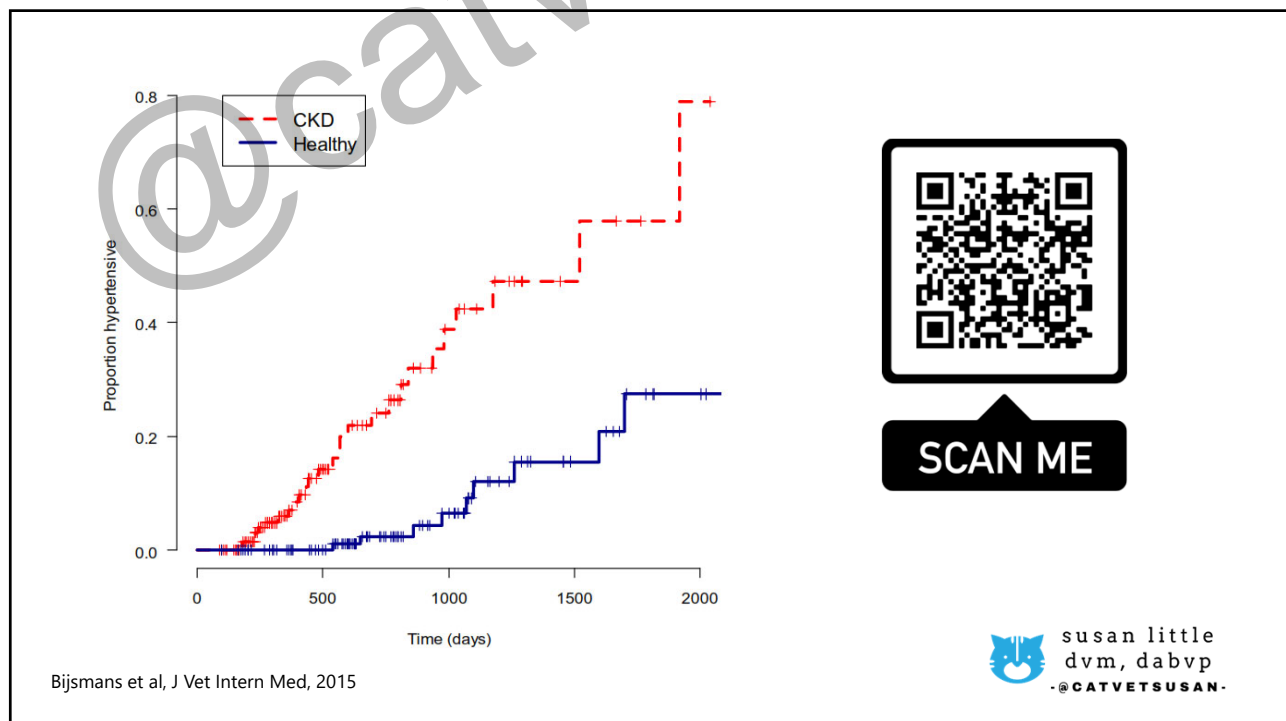 @catv
0.8
CKD
Healthy
0.6
0.4
0.2
0.0
Proportion hypertensive
0
500
1000
1500
2000
Time (days)
SCAN ME
Bijsmans et al, J Vet Intern Med, 2015
susan little
dvm, dabvp
-@CATVETSUSAN-